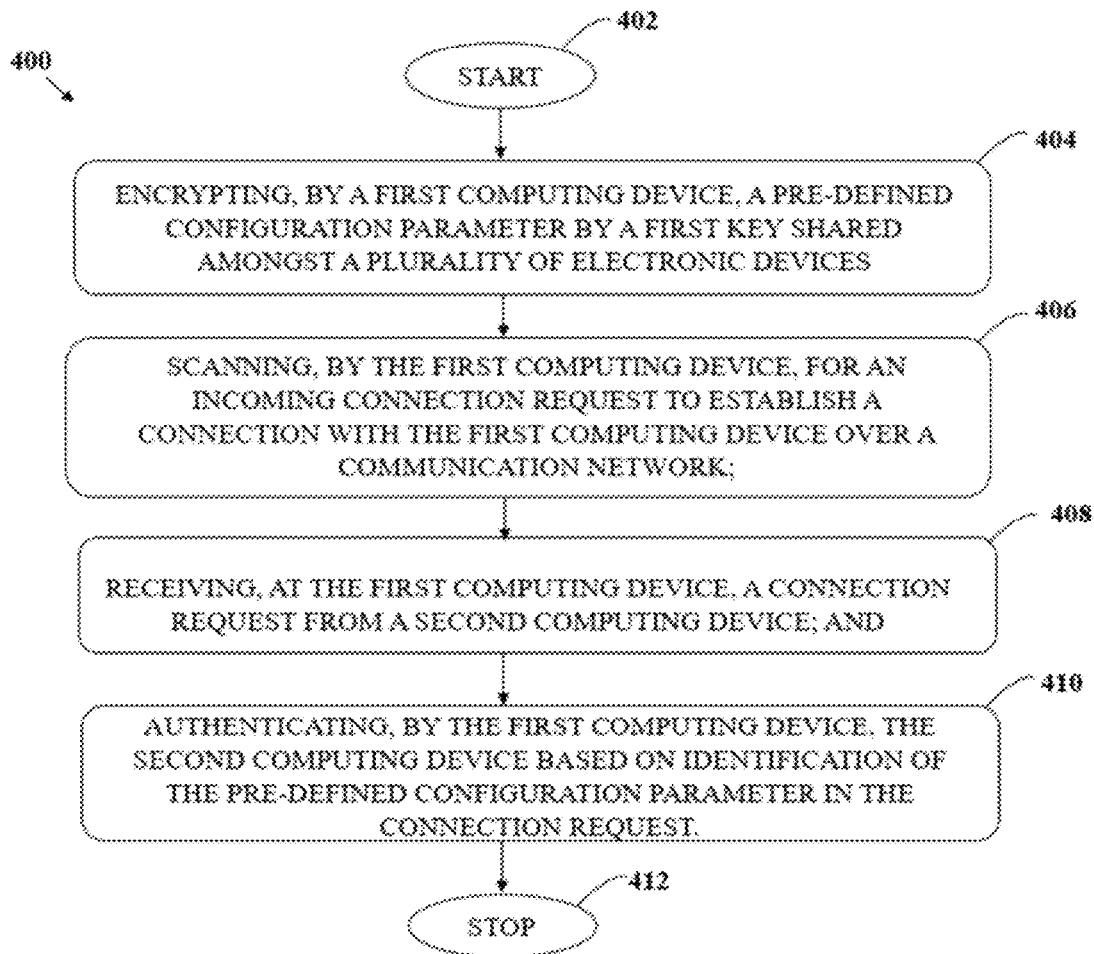 402
400
START
404
ENCRYPTING, BY A FIRST COMPUTING DEVICE, A PRE-DEFINED
CONFIGURATION PARAMETER BY A FIRST KEY SHARED
AMONGST A PLURALITY OF ELECTRONIC DEVICES
406
SCANNING, BY THE FIRST COMPUTING DEVICE, FOR AN
INCOMING CONNECTION REQUEST TO ESTABLISH A
CONNECTION WITH THE FIRST COMPUTING DEVICE OVER A
COMMUNICATION NETWORK;
408
RECEIVING, AT THE FIRST COMPUTING DEVICE, A CONNECTION
REQUEST FROM A SECOND COMPUTING DEVICE; AND
410
AUTHENTICATING, BY THE FIRST COMPUTING DEVICE, THE
SECOND COMPUTING DEVICE BASED ON IDENTIFICATION OF
THE PRE-DEFINED CONFIGURATION PARAMETER IN THE
CONNECTION REQUEST.
412
STOP